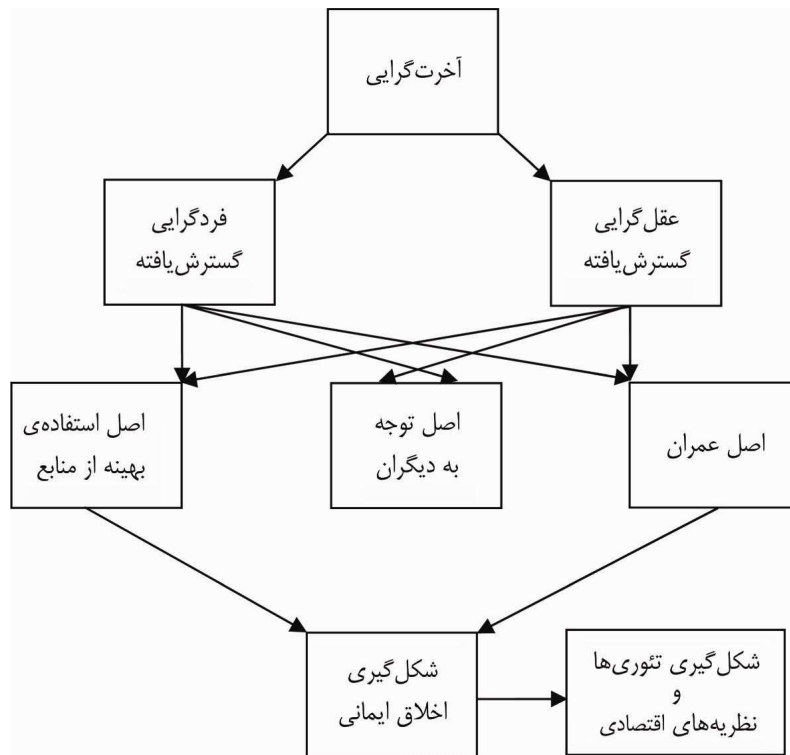 آخرت‌گرایی
عقل‌گرایی
گسترش‌یافته
فردگرایی
گسترش‌یافته
اصل عمران
اصل توجه
به دیگران
اصل استفاده‌ی
بهینه از منابع
شکل‌گیری
اخلاق ایمانی
شکل‌گیری تئوری‌ها
و
نظریه‌های اقتصادی